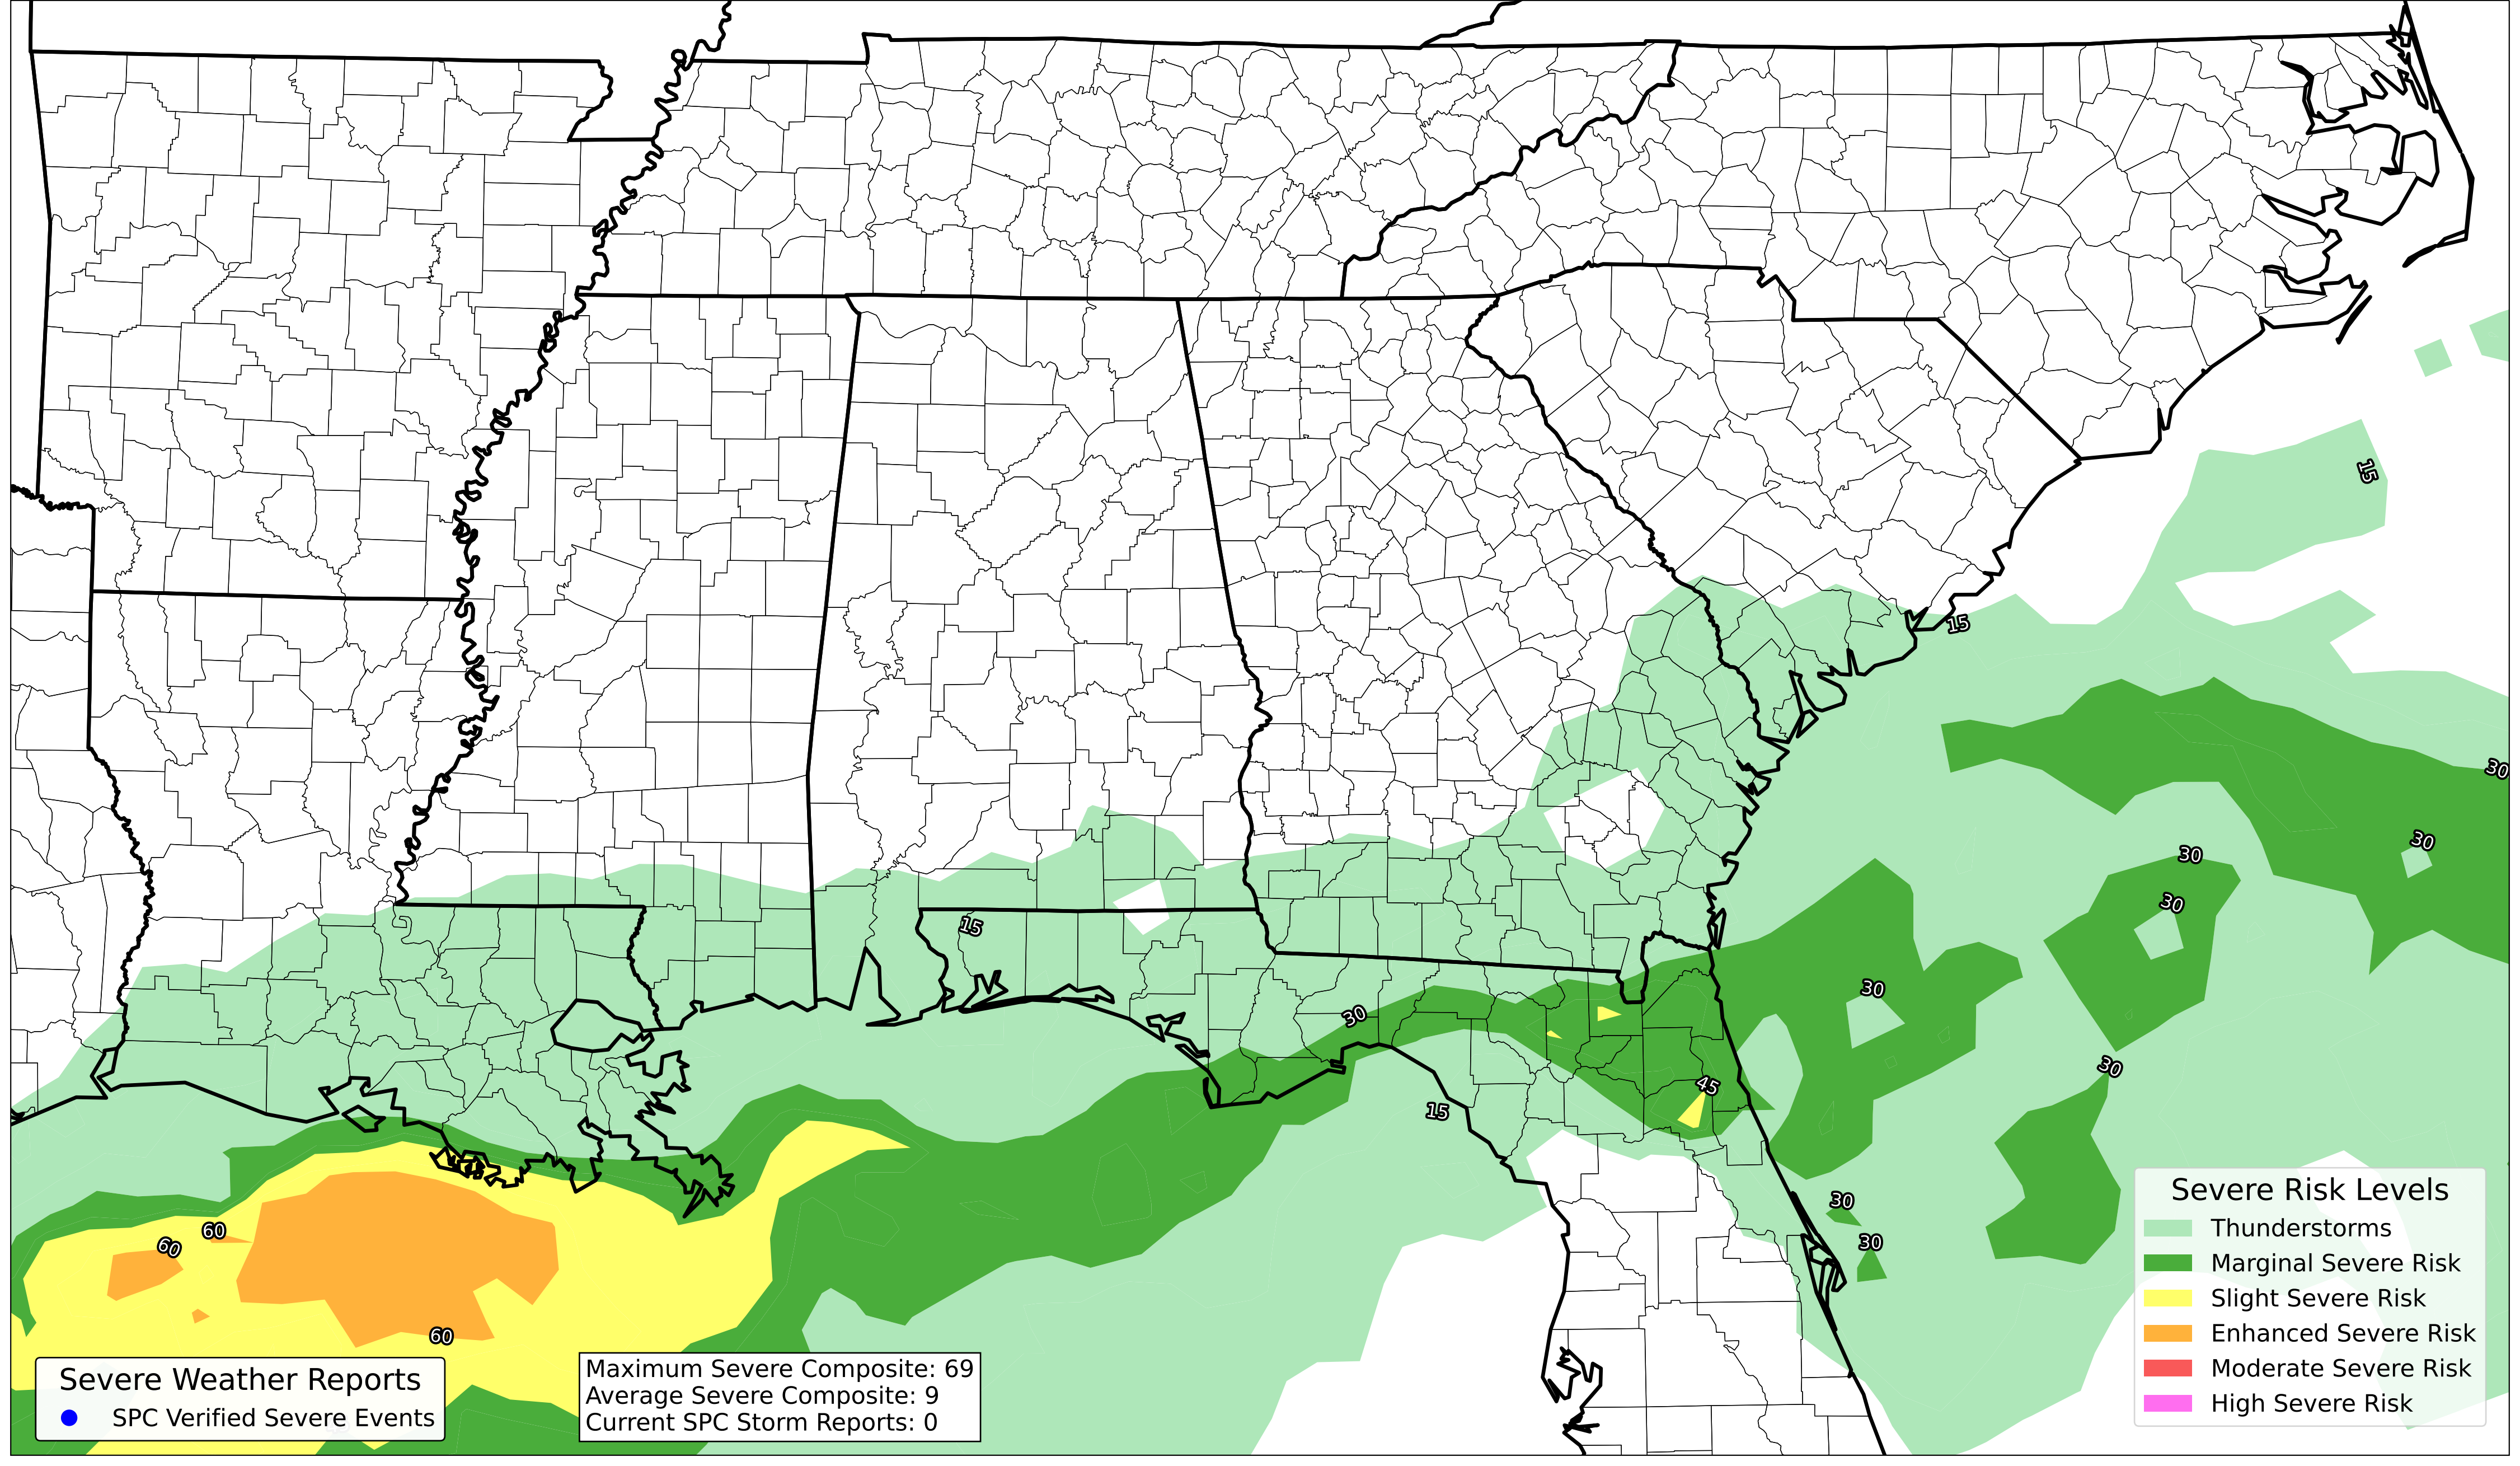 15
15
30
30
30
30
15
30
30
30
45
15
30
60
60
30
60
Severe Risk Levels
Thunderstorms
Marginal Severe Risk
Slight Severe Risk
Enhanced Severe Risk
Moderate Severe Risk
High Severe Risk
Severe Weather Reports
SPC Verified Severe Events
Maximum Severe Composite: 69
Average Severe Composite: 9
Current SPC Storm Reports: 0